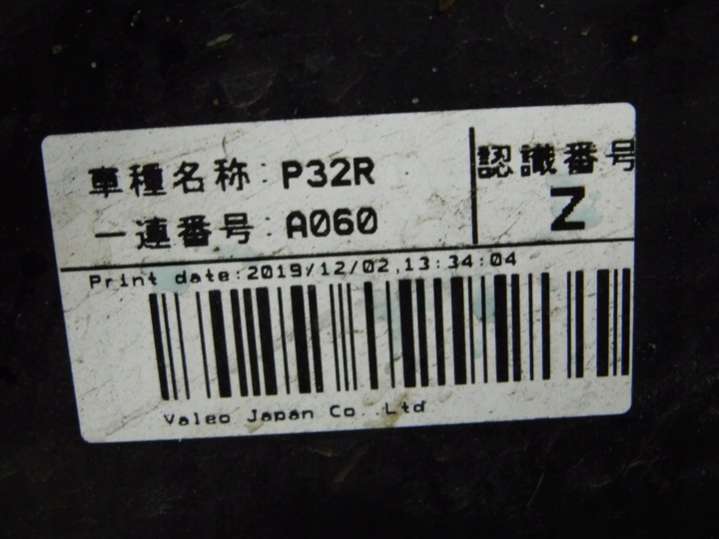 車種名称:P32R
認識番号
一連番号:A060
Z
Print date:2019/12/02,13:34:04
Valeo Japan Co.,Ltd